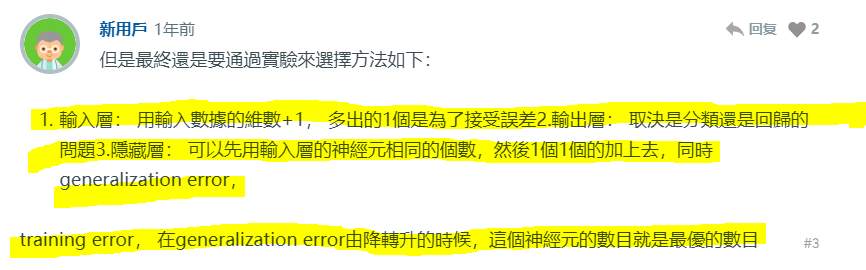 新用戶 1年前 回复 2
但是最終還是要通過實驗來選擇方法如下：
1. 輸入層： 用輸入數據的維數+1， 多出的1個是為了接受誤差2.輸出層： 取決是分類還是回歸的
問題3.隱藏層： 可以先用輸入層的神經元相同的個數，然後1個1個的加上去，同時
generalization error，
training error， 在generalization error由降轉升的時候，這個神經元的數目就是最優的數目
#3